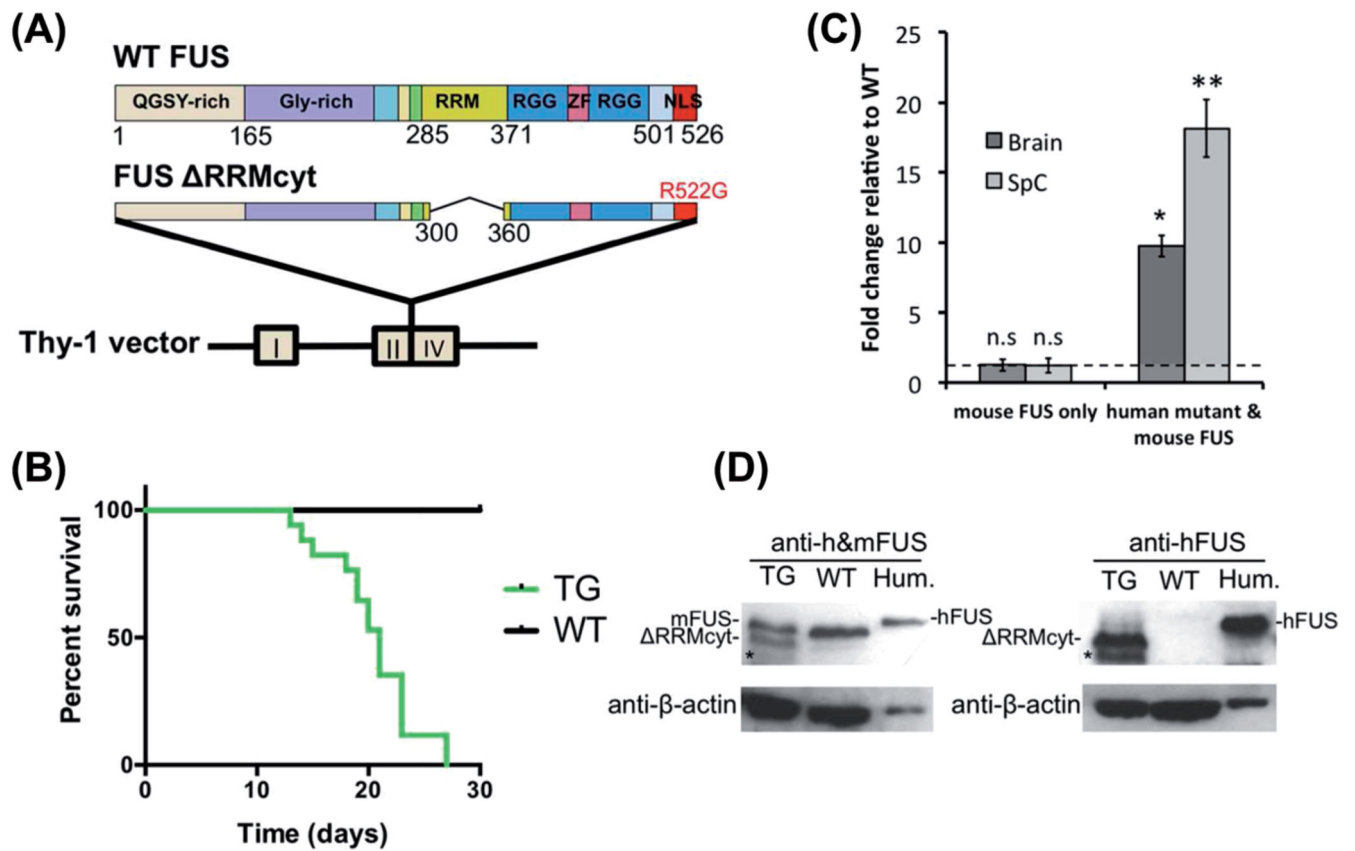 (A)
WT FUS
QGSY-rich Gly-rich RRM RGG ZF RGG NLS
1 165 285 371 501 526
FUS ΔRRMcyt
R522G
300 360
Thy-1 vector I II IV
(B)
Percent survival
100
50
0
0 10 20 30
Time (days)
TG
WT
(C)
Fold change relative to WT
25
20
15
10
5
0
Brain
SpC
n.s n.s * **
mouse FUS only human mutant &
mouse FUS
(D)
anti-h&mFUS
TG WT Hum.
mFUS- -hFUS
ΔRRMcyt-
*
anti-β-actin
anti-hFUS
TG WT Hum.
-hFUS
ΔRRMcyt-
*
anti-β-actin